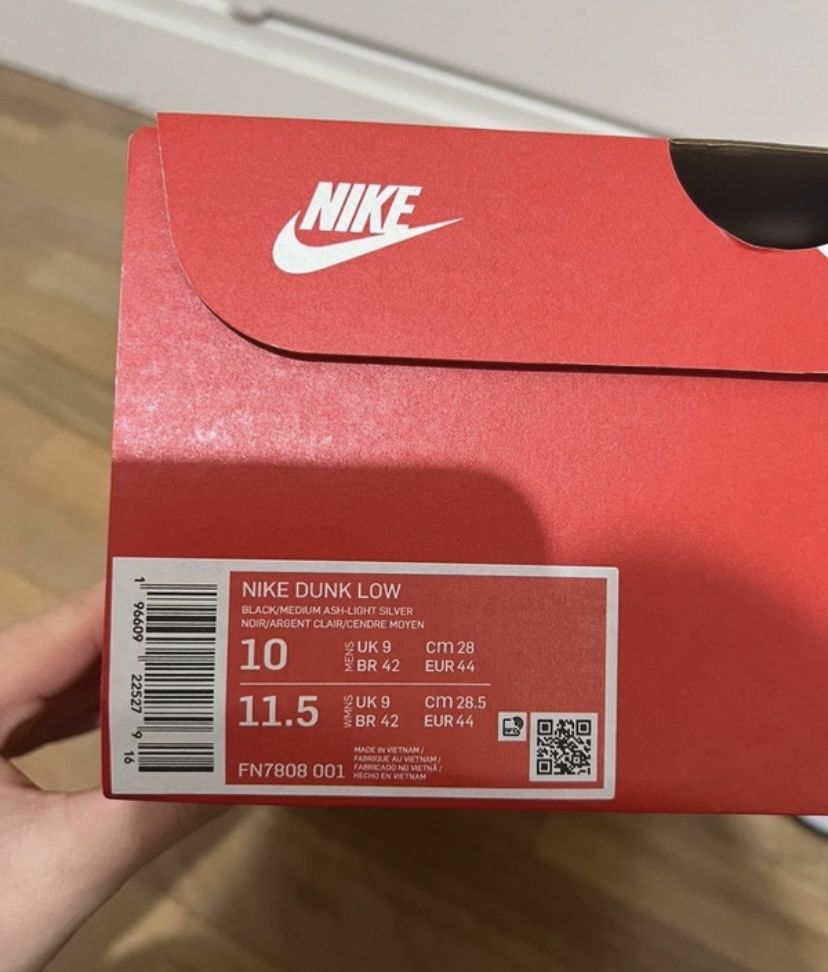 NIKE
NIKE DUNK LOW
BLACK/MEDIUM ASH-LIGHT SILVER
NOIR/ARGENT CLAIR/CENDRE MOYEN
10 MENS UK 9 cm 28
BR 42 EUR 44
11.5 WMNS UK 9 cm 28.5
BR 42 EUR 44
FN7808 001
MADE IN VIETNAM /
FABRIQUE AU VIETNAM /
FABRICADO NO VIETNÃ /
HECHO EN VIETNAM
1 96609 22527 9 16